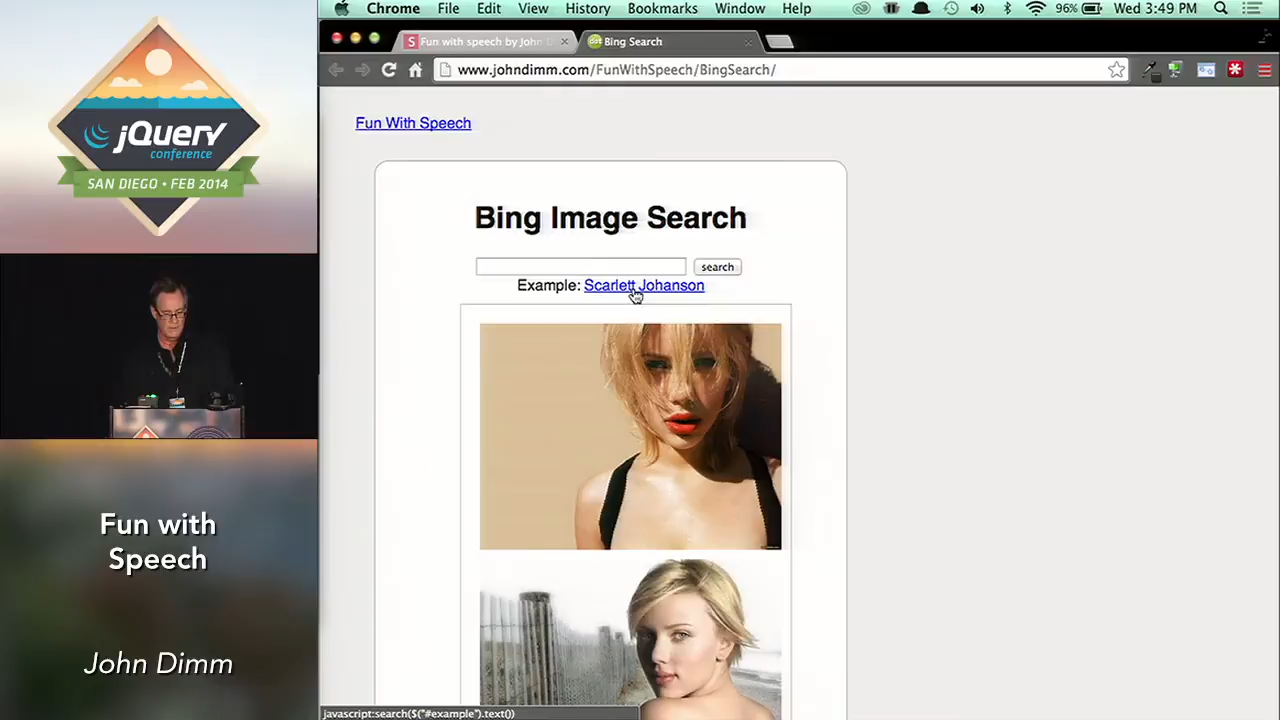 jQuery
conference
SAN DIEGO • FEB 2014
Fun with
Speech
John Dimm
Chrome File Edit View History Bookmarks Window Help 96% Wed 3:49 PM
Fun with speech by John D
Bing Search
www.johndimm.com/FunWithSpeech/BingSearch/
Fun With Speech
Bing Image Search
search
Example: Scarlett Johanson
javascript:search($("#example").text())